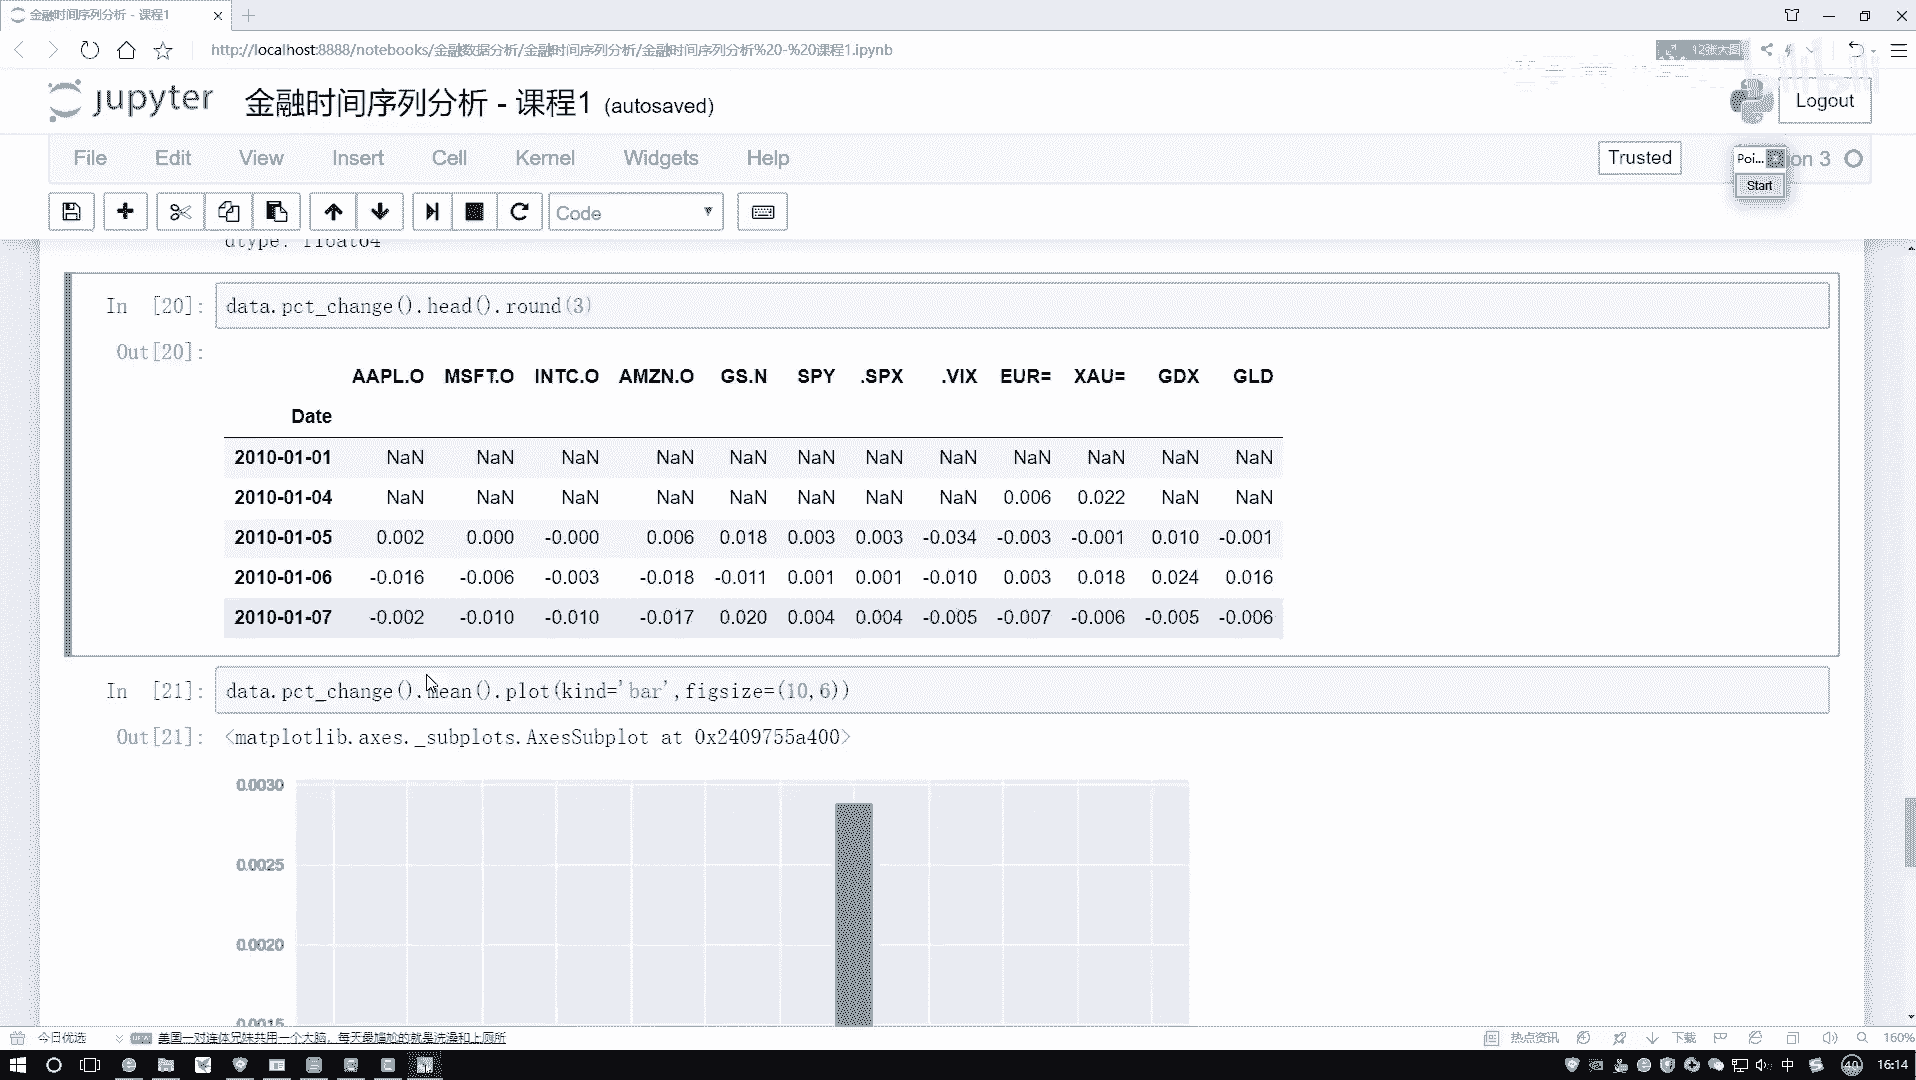 金融时间序列分析 - 课程1
http://localhost:8888/notebooks/金融数据分析/金融时间序列分析/金融时间序列分析%20-%20课程1.ipynb
12张大图
bilibili
jupyter 金融时间序列分析 - 课程1 (autosaved)
Logout
File Edit View Insert Cell Kernel Widgets Help
Trusted
Poi... on 3
Start
Code
dtype: float64
In [20]: data.pct_change().head().round(3)
Out[20]:
AAPL.O MSFT.O INTC.O AMZN.O GS.N SPY .SPX .VIX EUR= XAU= GDX GLD
Date
2010-01-01 NaN NaN NaN NaN NaN NaN NaN NaN NaN NaN NaN NaN
2010-01-04 NaN NaN NaN NaN NaN NaN NaN NaN 0.006 0.022 NaN NaN
2010-01-05 0.002 0.000 -0.000 0.006 0.018 0.003 0.003 -0.034 -0.003 -0.001 0.010 -0.001
2010-01-06 -0.016 -0.006 -0.003 -0.018 -0.011 0.001 0.001 -0.010 0.003 0.018 0.024 0.016
2010-01-07 -0.002 -0.010 -0.010 -0.017 0.020 0.004 0.004 -0.005 -0.007 -0.006 -0.005 -0.006
In [21]: data.pct_change().mean().plot(kind='bar',figsize=(10,6))
Out[21]: <matplotlib.axes._subplots.AxesSubplot at 0x2409755a400>
0.0030
0.0025
0.0020
0.0015
今日优选
美国一对连体兄妹共用一个大脑，每天最尴尬的就是洗澡和上厕所
热点资讯
下载
160%
中
40
16:14